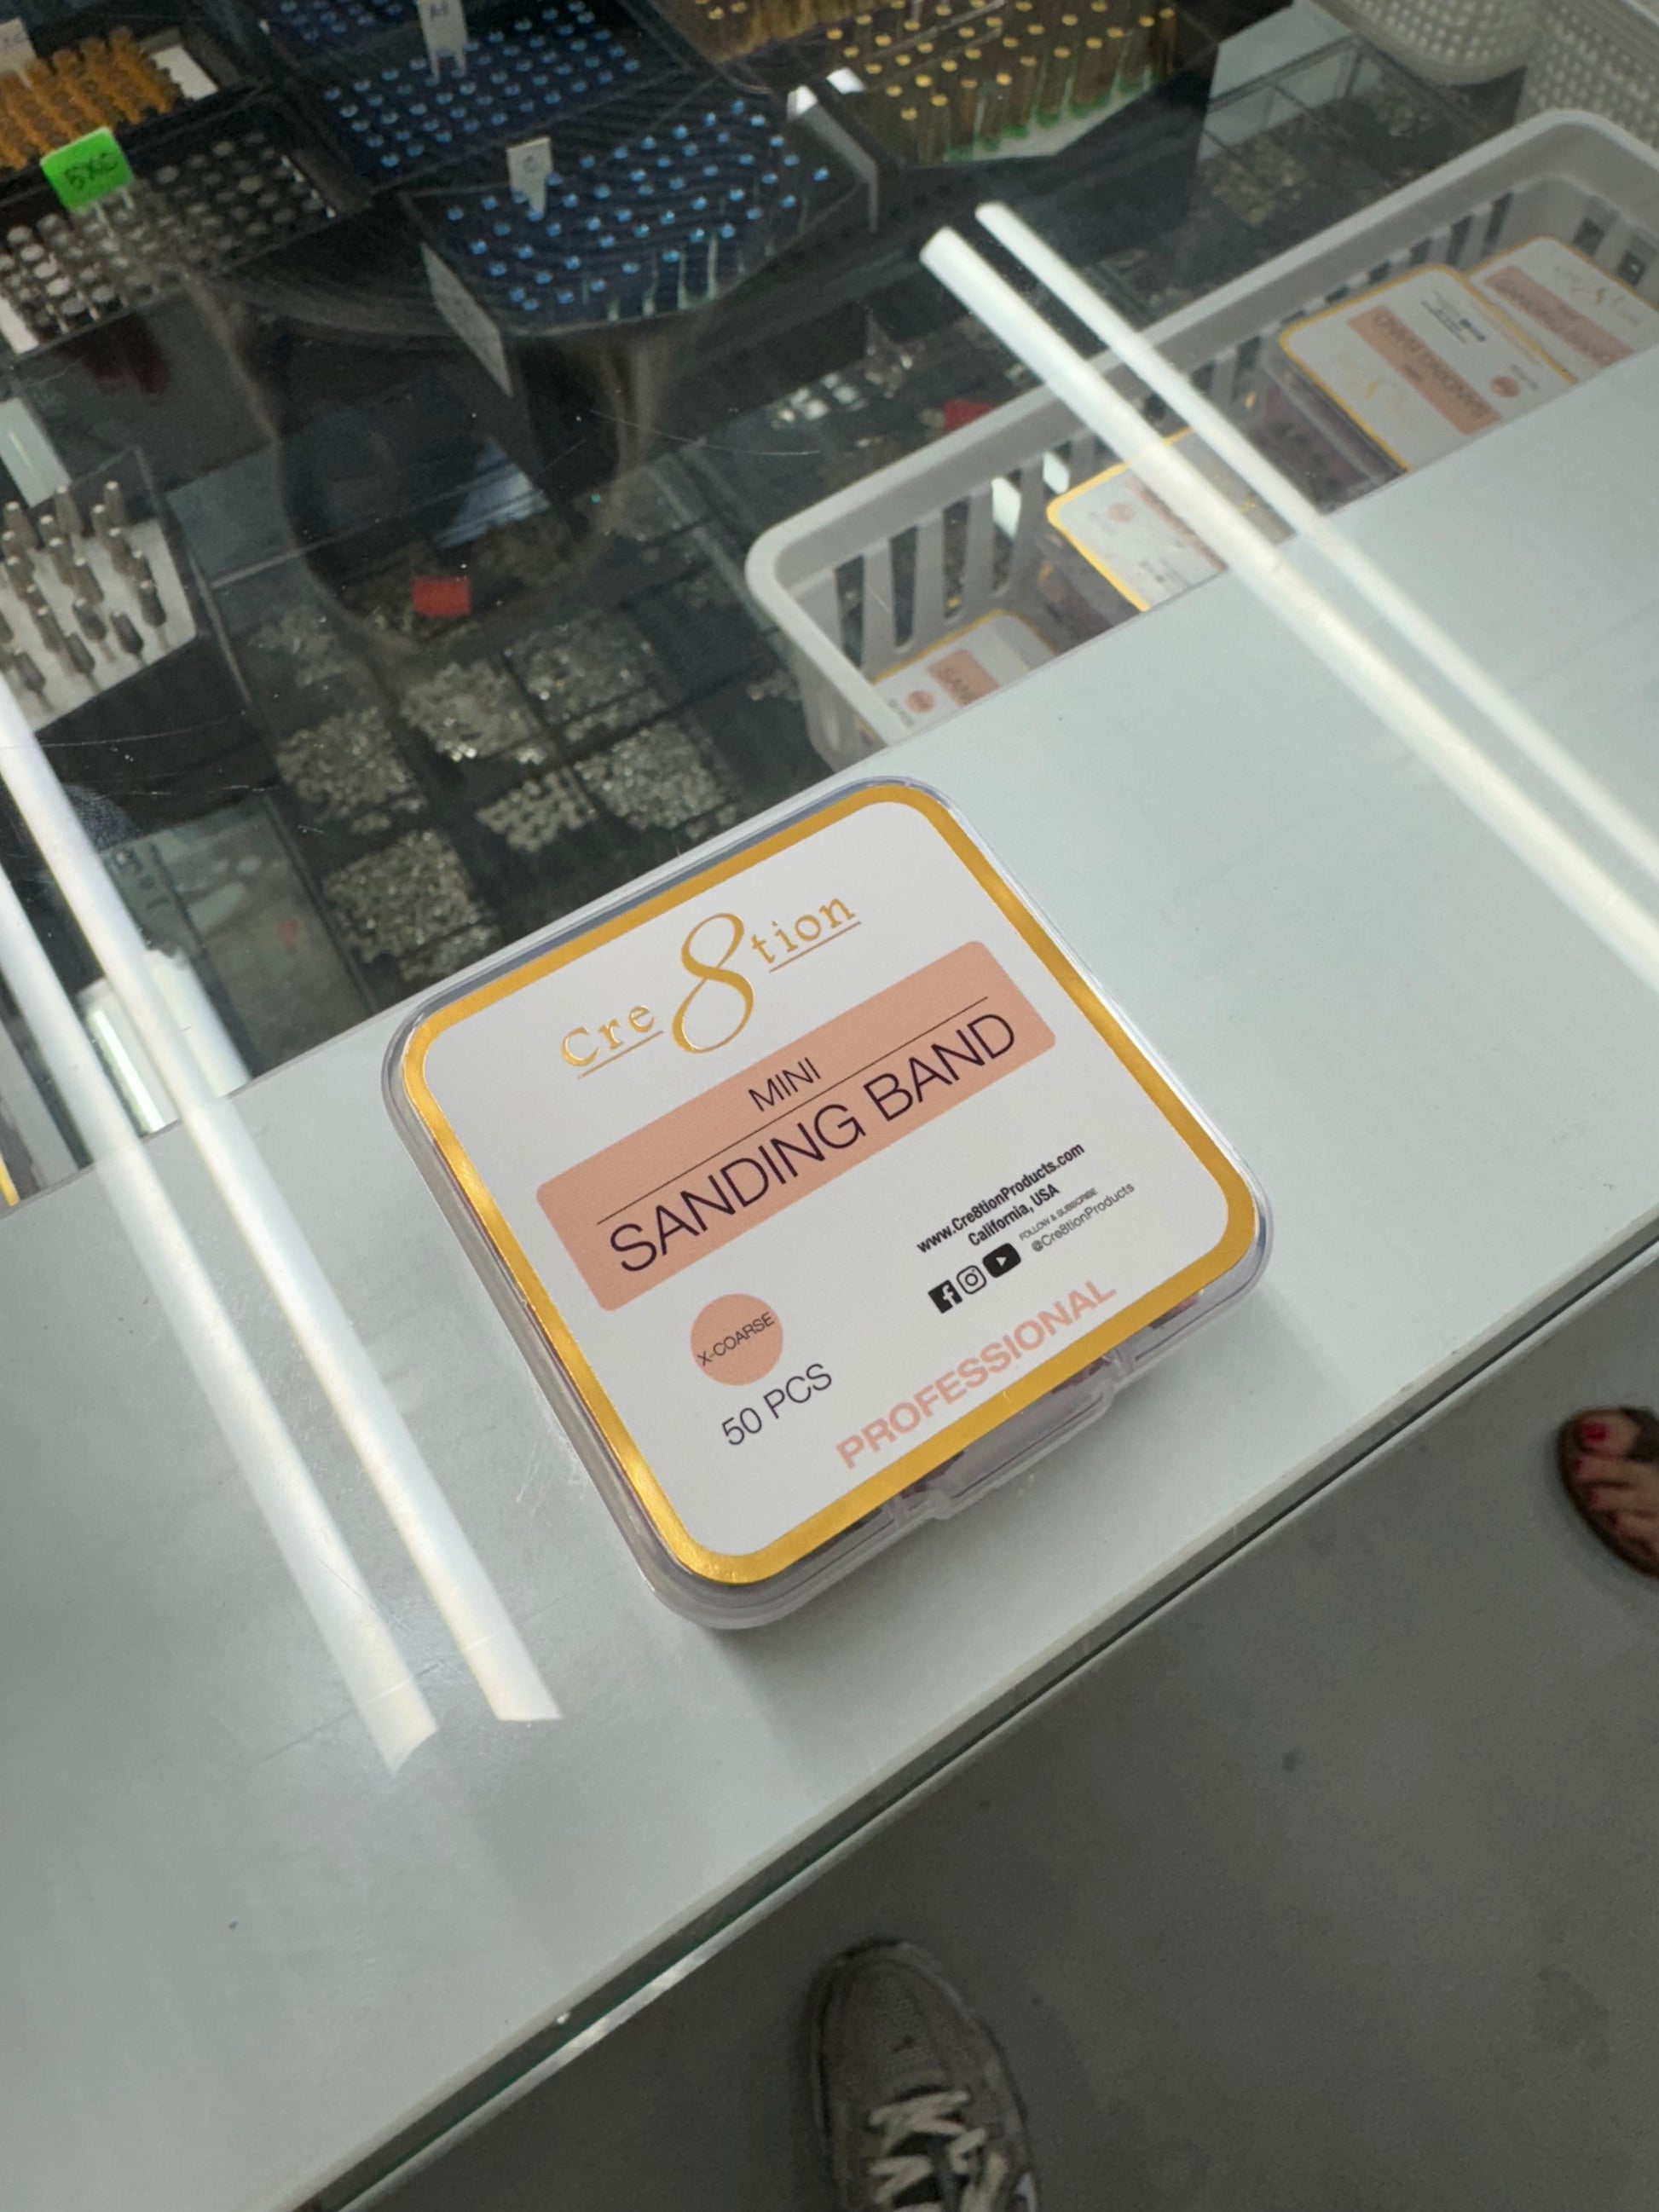 5XC
C
Cre8tion
MINI
SANDING BAND
www.Cre8tionProducts.com
California, USA
FOLLOW & SUBSCRIBE
@Cre8tionProducts
X-COARSE
50 PCS
PROFESSIONAL